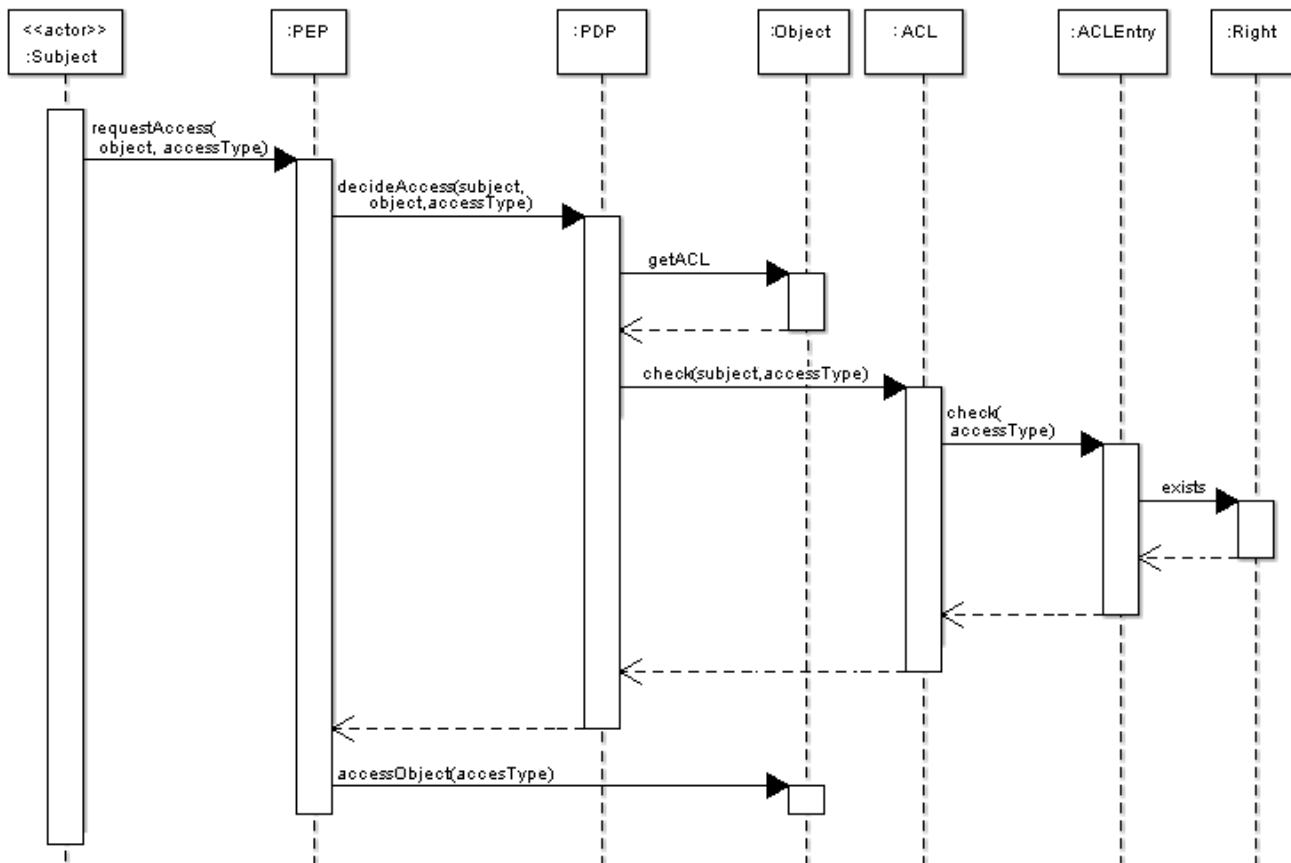 <<actor>>
:Subject
:PEP
:PDP
:Object
:ACL
:ACLEntry
:Right
requestAccess(
object, accessType)
decideAccess(subject,
object,accessType)
getACL
check(subject,accessType)
check(
accessType)
exists
accessObject(accesType)